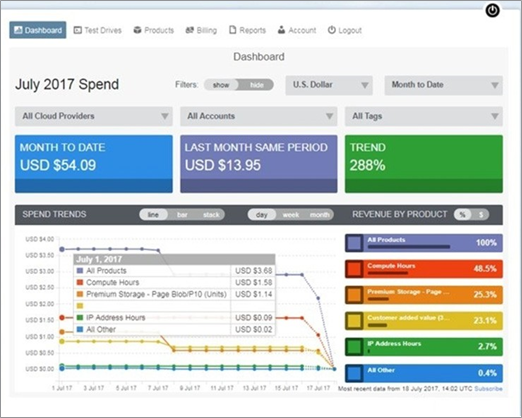 Dashboard Test Drives Products Billing Reports Account Logout
Dashboard
July 2017 Spend Filters: show hide U.S. Dollar Month to Date
All Cloud Providers All Accounts All Tags
MONTH TO DATE LAST MONTH SAME PERIOD TREND
USD $54.09 USD $13.95 288%
SPEND TRENDS line bar stack day week month REVENUE BY PRODUCT % $
USD $4.00
USD $3.50
USD $3.00
USD $2.50
USD $2.00
USD $1.50
USD $1.00
USD $0.50
USD $0.00
July 1, 2017
All Products USD $3.68
Compute Hours USD $1.58
Premium Storage - Page Blob/P10 (Units) USD $1.14
IP Address Hours USD $0.09
All Other USD $0.02
1 Jul 17 3 Jul 17 5 Jul 17 7 Jul 17 9 Jul 17 11 Jul 17 13 Jul 17 15 Jul 17 17 Jul 17
All Products 100%
Compute Hours 48.5%
Premium Storage - Page ... 25.3%
Customer added value (3... 23.1%
IP Address Hours 2.7%
All Other 0.4%
Most recent data from 18 July 2017, 14:02 UTC Subscribe